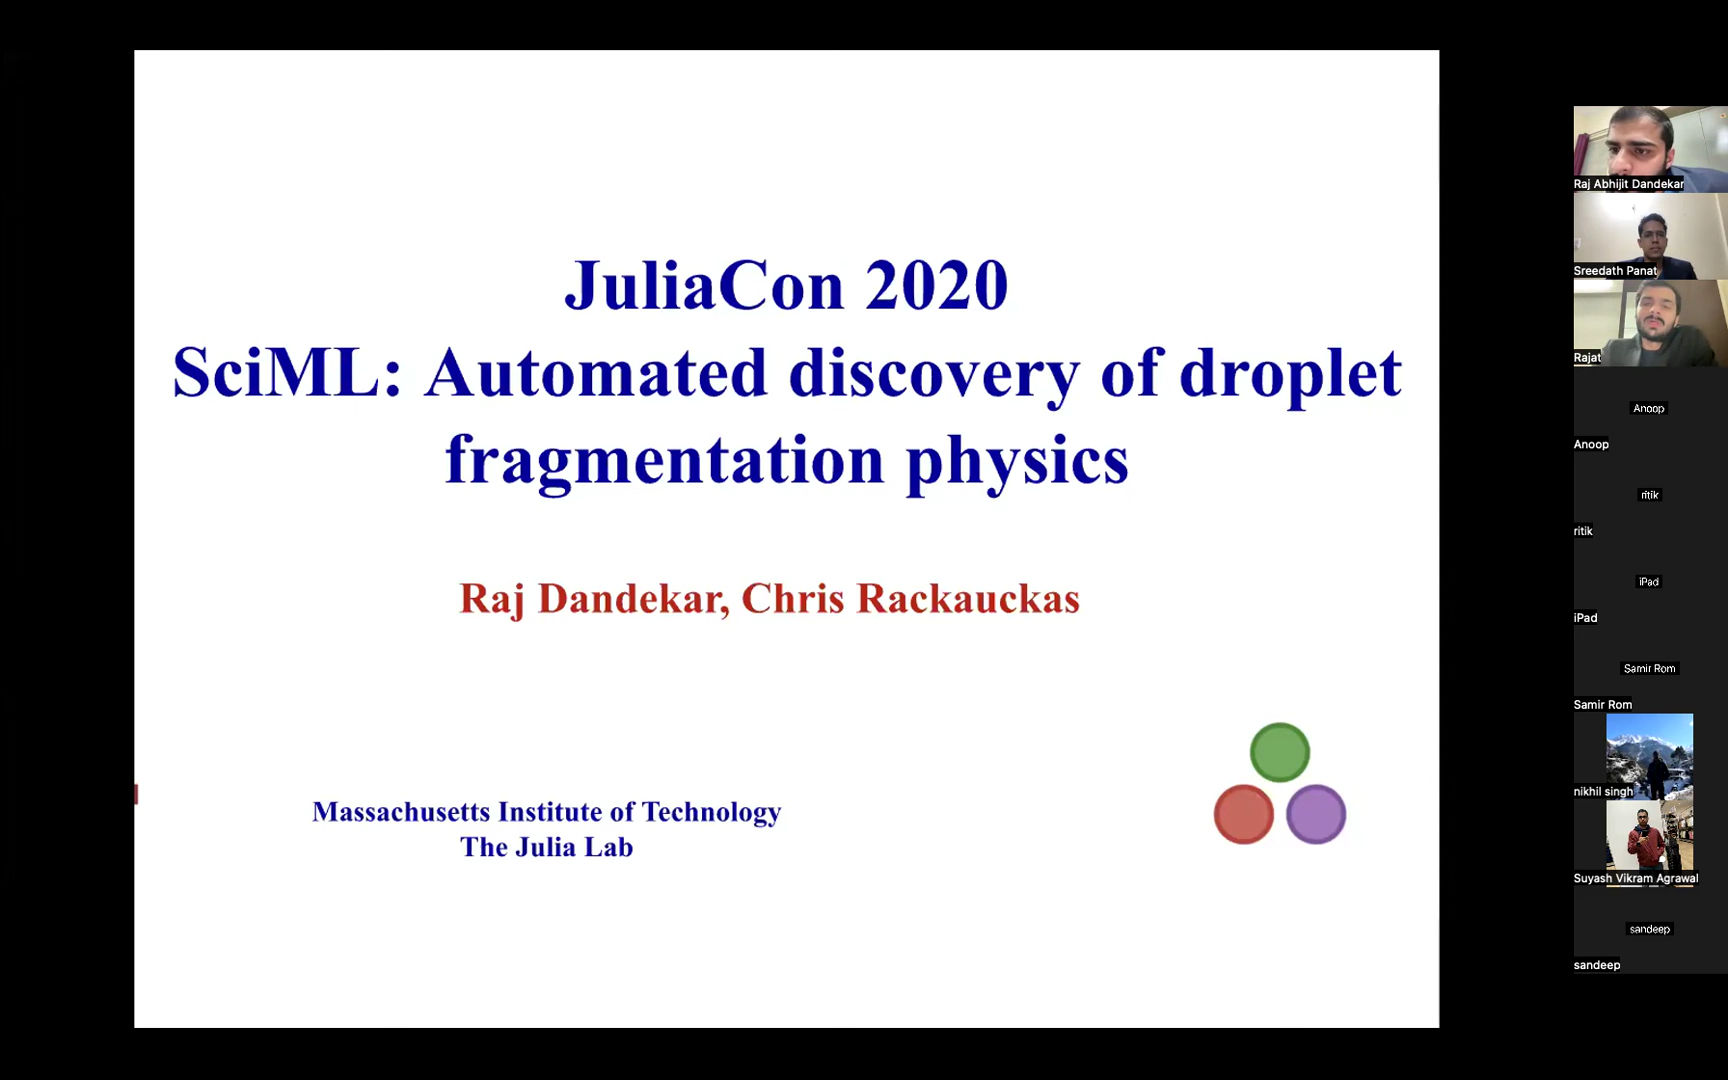 JuliaCon 2020
SciML: Automated discovery of droplet
fragmentation physics
Raj Dandekar, Chris Rackauckas
Massachusetts Institute of Technology
The Julia Lab
Raj Abhijit Dandekar
Sreedath Panat
Rajat
Anoop
Anoop
ritik
ritik
iPad
iPad
Samir Rom
Samir Rom
nikhil singh
Suyash Vikram Agrawal
sandeep
sandeep